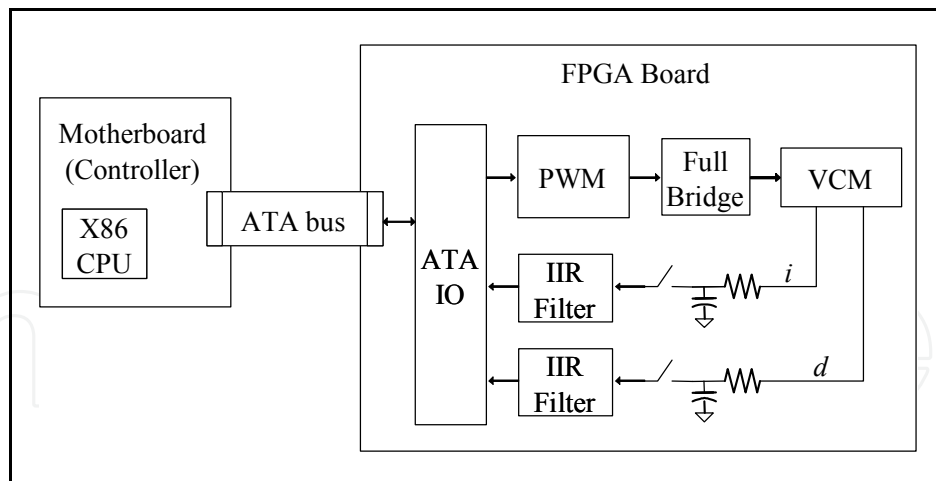 FPGA Board
Motherboard
(Controller)
X86
CPU
ATA bus
ATA
IO
PWM
Full
Bridge
VCM
IIR
Filter
i
IIR
Filter
d